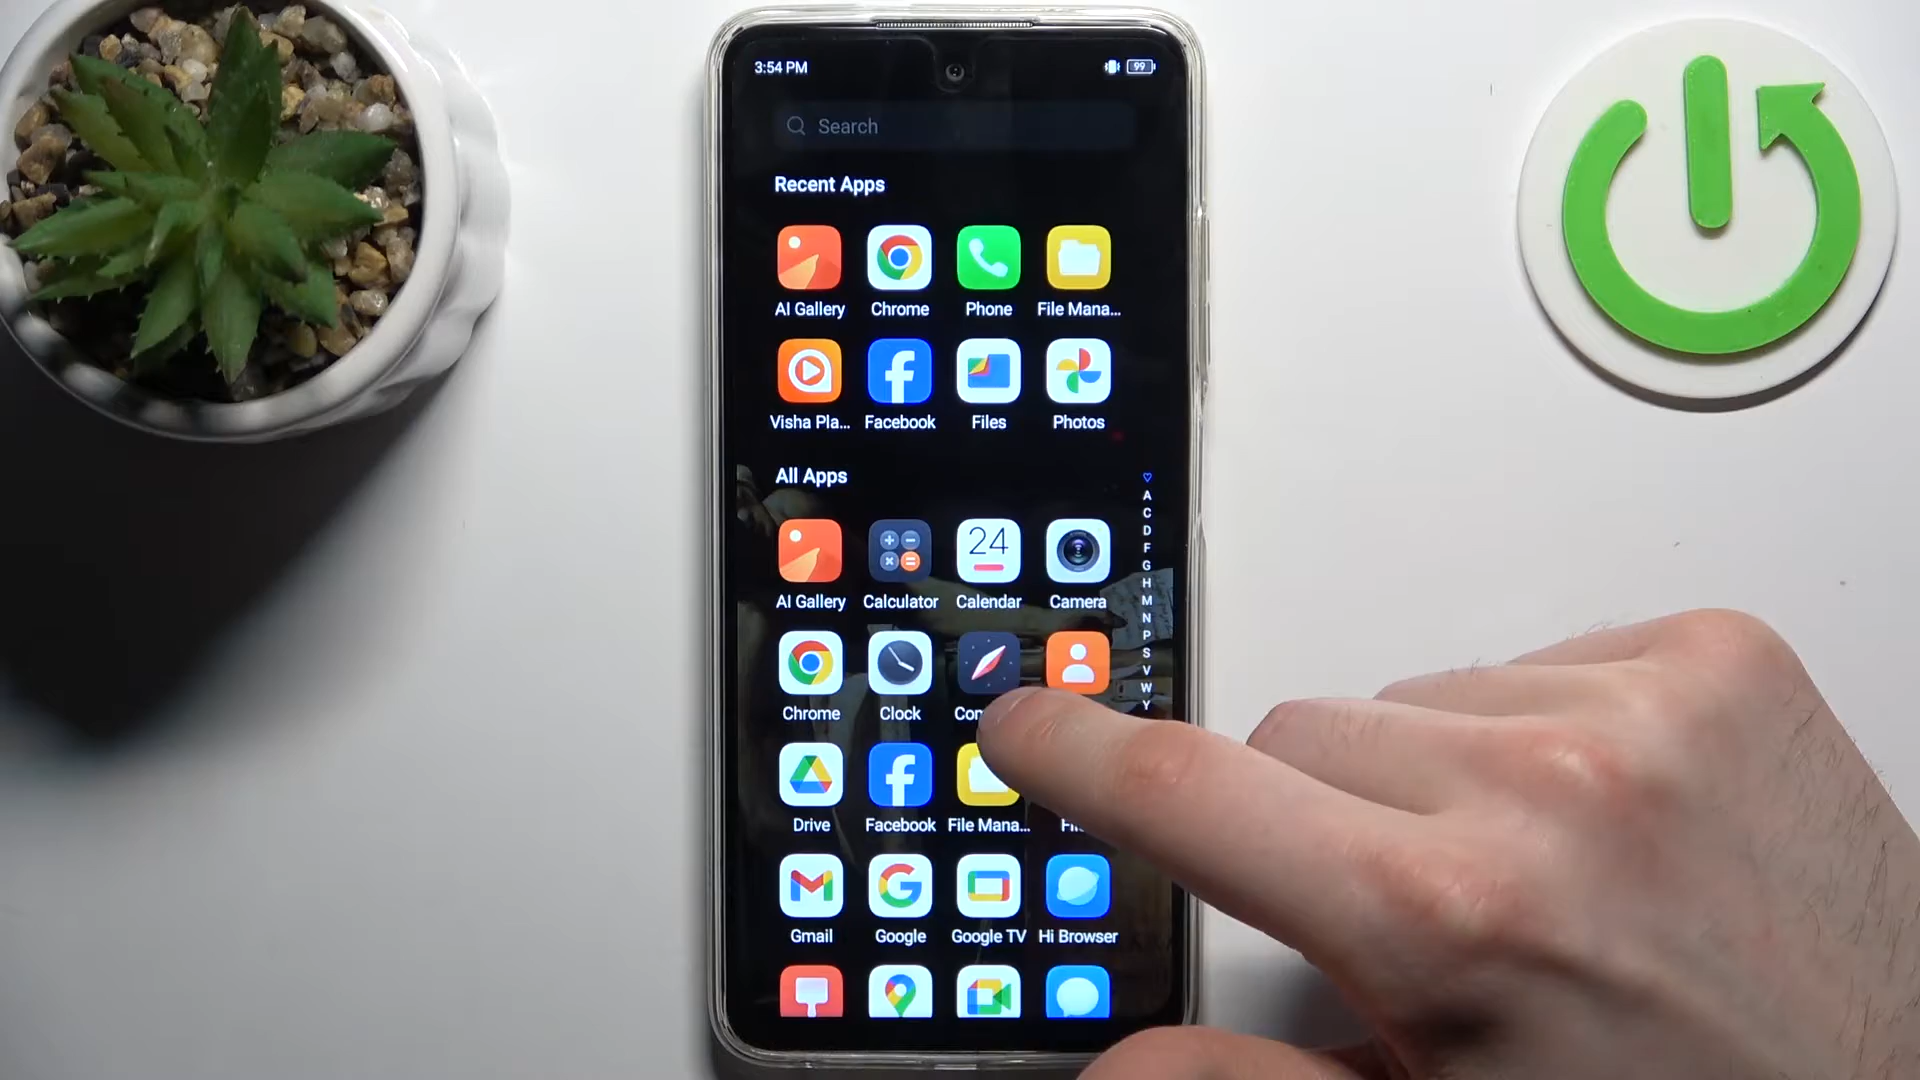 3:54 PM
99
Search
Recent Apps
AI Gallery Chrome Phone File Mana...
Visha Pla... Facebook Files Photos
All Apps
24
AI Gallery Calculator Calendar Camera
Chrome Clock
Drive Facebook File Mana...
Gmail Google Google TV Hi Browser
♡
A
C
D
F
G
H
M
N
P
S
V
W
Y